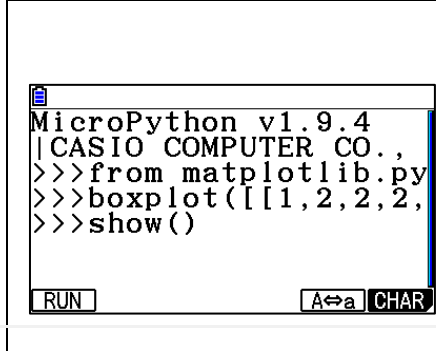 MicroPython v1.9.4
|CASIO COMPUTER CO.,
>>>from matplotlib.py
>>>boxplot([[1,2,2,2,
>>>show()
RUN A⇔a CHAR